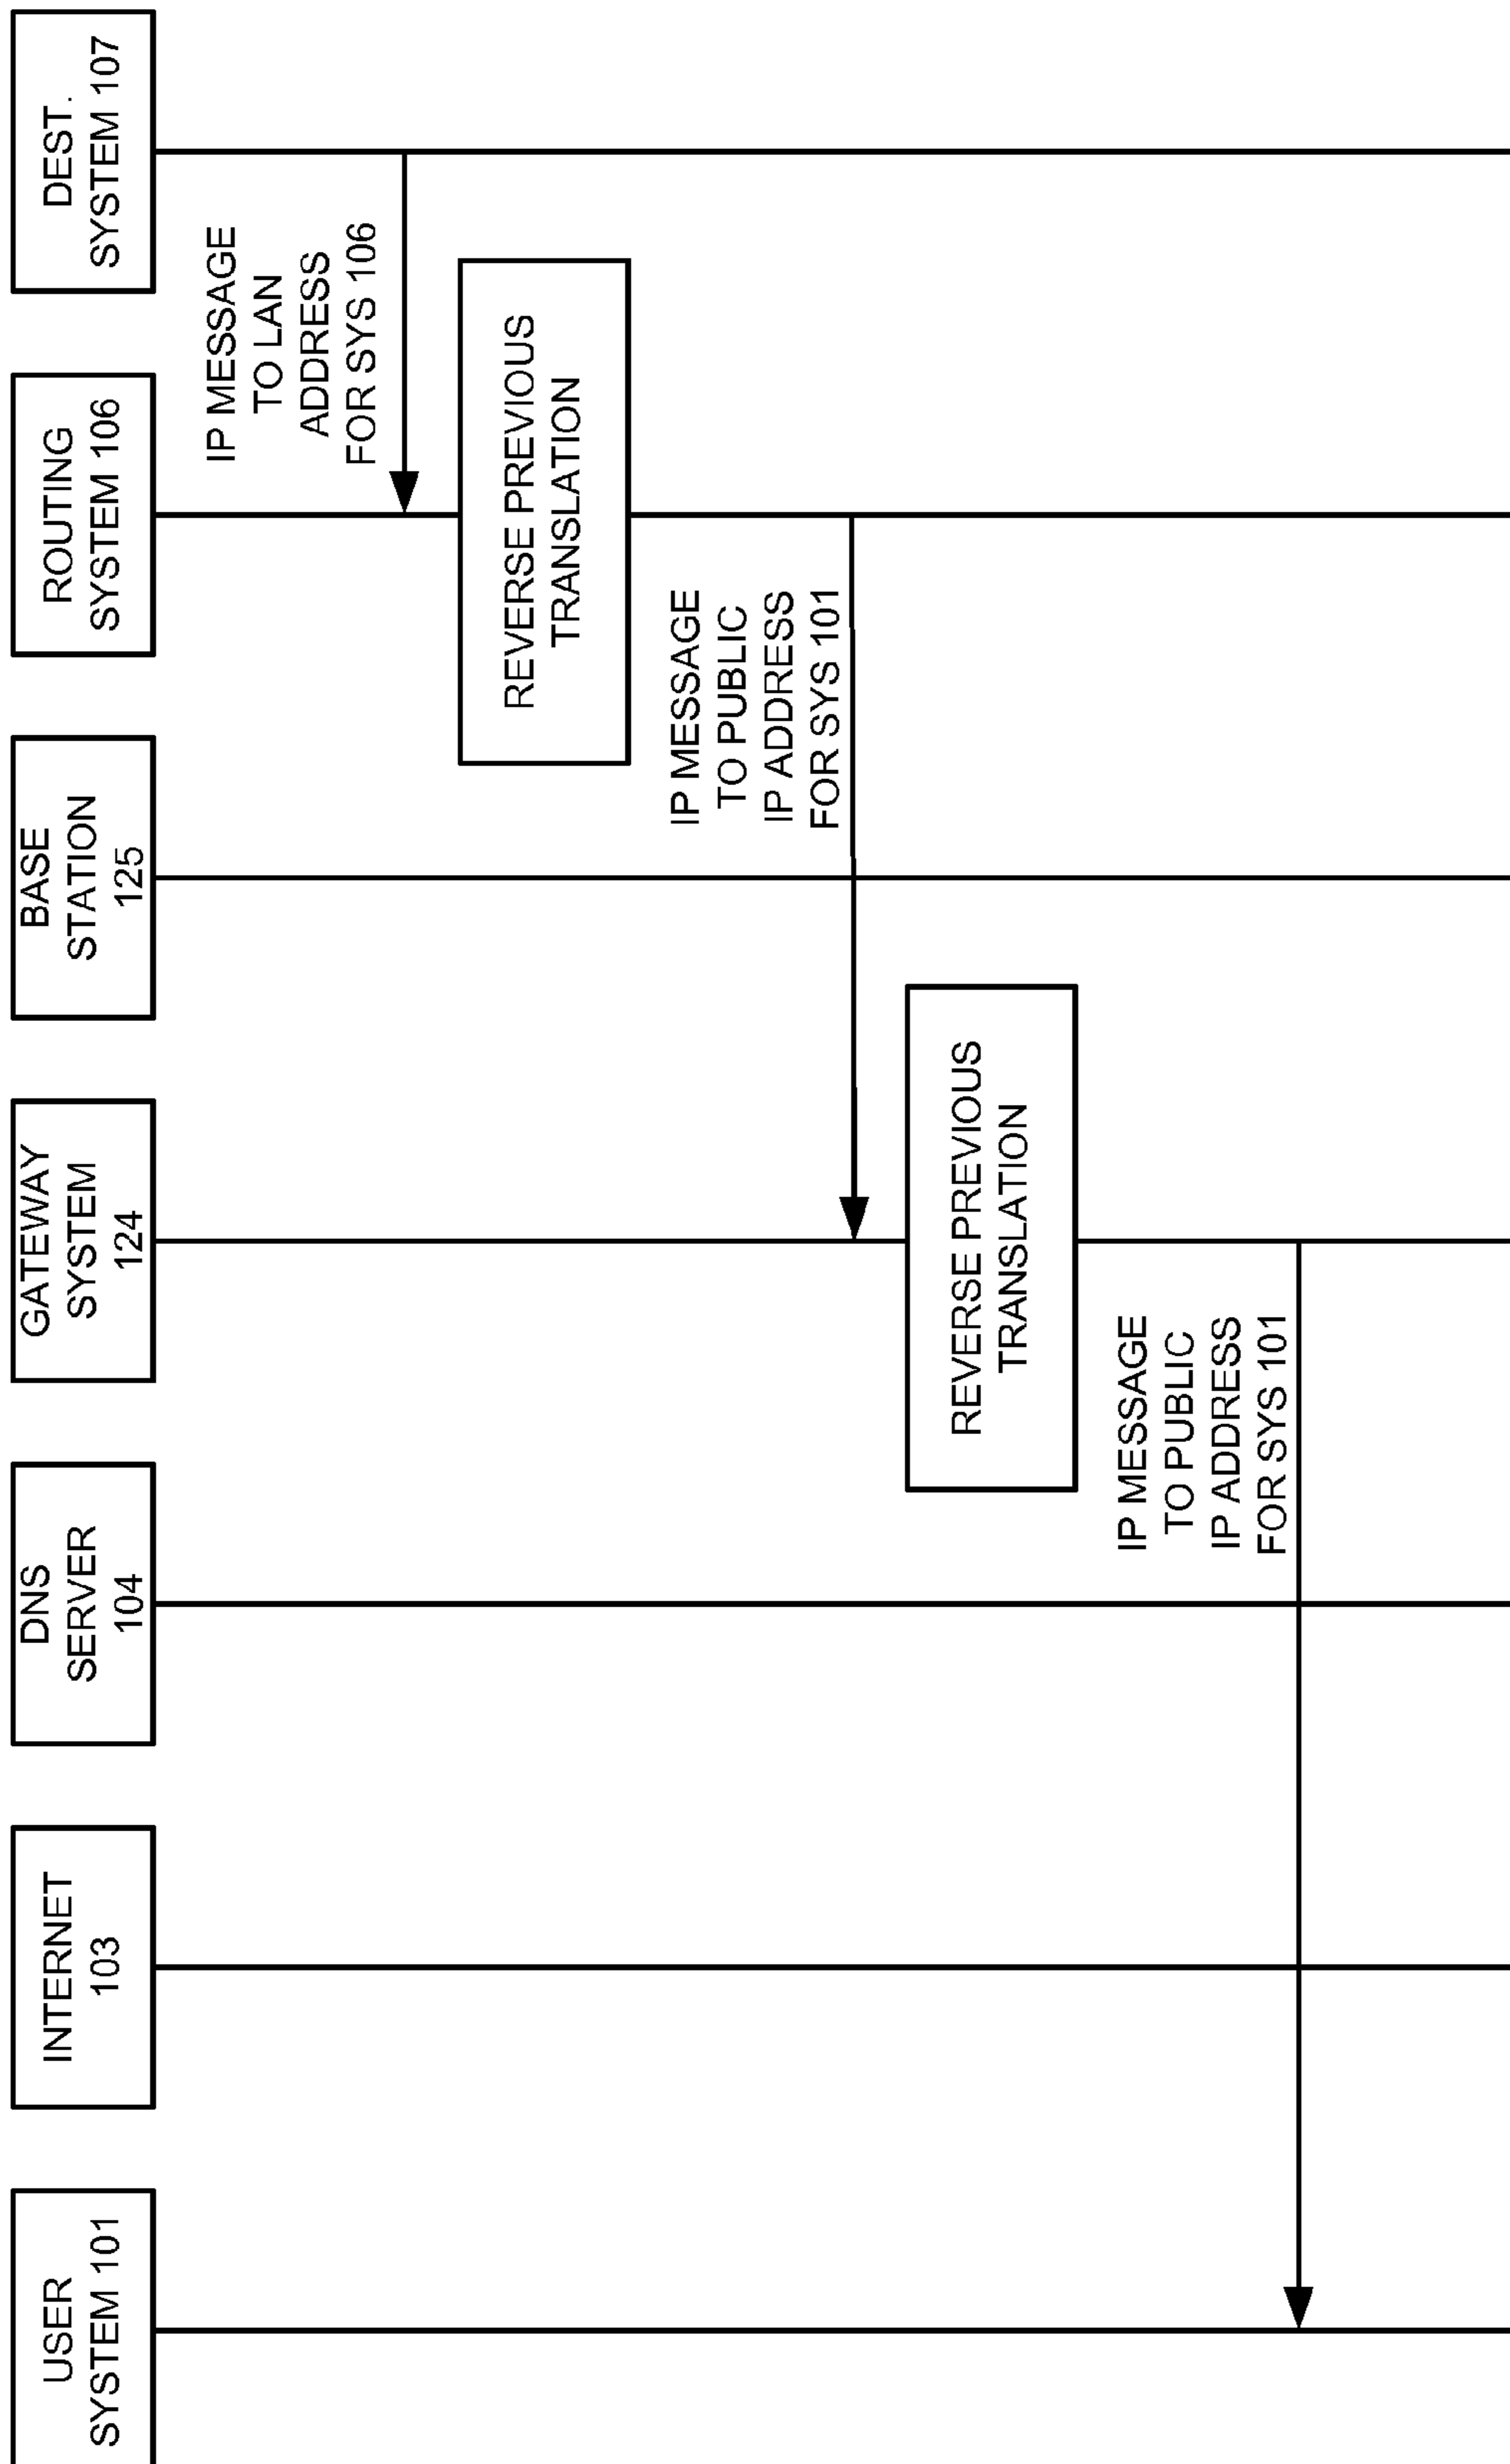 USER
SYSTEM 101
INTERNET
103
DNS
SERVER
104
GATEWAY
SYSTEM
124
BASE
STATION
125
ROUTING
SYSTEM 106
DEST.
SYSTEM 107
IP MESSAGE
TO LAN
ADDRESS
FOR SYS 106
REVERSE PREVIOUS
TRANSLATION
IP MESSAGE
TO PUBLIC
IP ADDRESS
FOR SYS 101
REVERSE PREVIOUS
TRANSLATION
IP MESSAGE
TO PUBLIC
IP ADDRESS
FOR SYS 101